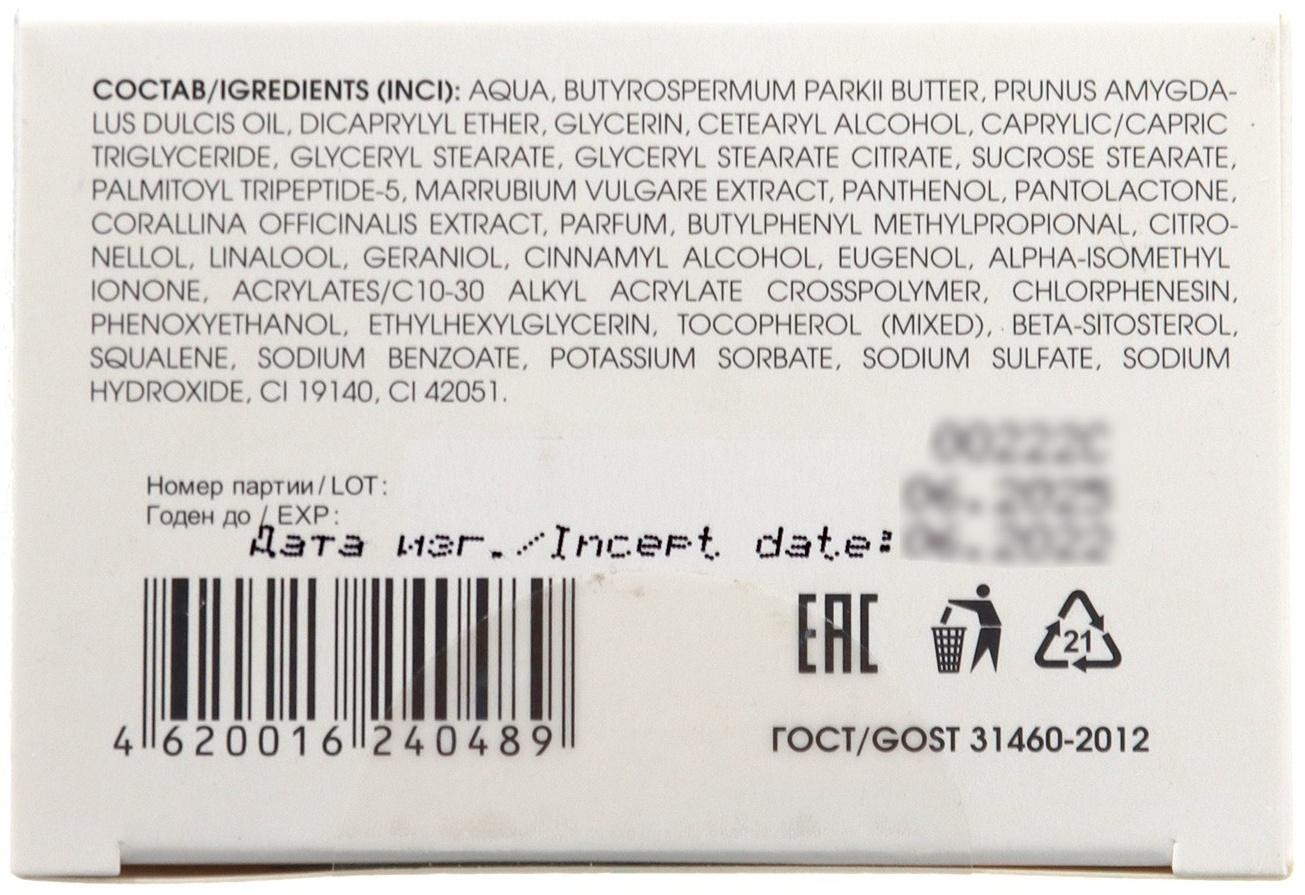 СОСТАВ/IGREDIENTS (INCI): AQUA, BUTYROSPERMUM PARKII BUTTER, PRUNUS AMYGDA-
LUS DULCIS OIL, DICAPRYLYL ETHER, GLYCERIN, CETEARYL ALCOHOL, CAPRYLIC/CAPRIC
TRIGLYCERIDE, GLYCERYL STEARATE, GLYCERYL STEARATE CITRATE, SUCROSE STEARATE,
PALMITOYL TRIPEPTIDE-5, MARRUBIUM VULGARE EXTRACT, PANTHENOL, PANTOLACTONE,
CORALLINA OFFICINALIS EXTRACT, PARFUM, BUTYLPHENYL METHYLPROPIONAL, CITRO-
NELLOL, LINALOOL, GERANIOL, CINNAMYL ALCOHOL, EUGENOL, ALPHA-ISOMETHYL
IONONE, ACRYLATES/C10-30 ALKYL ACRYLATE CROSSPOLYMER, CHLORPHENESIN,
PHENOXYETHANOL, ETHYLHEXYLGLYCERIN, TOCOPHEROL (MIXED), BETA-SITOSTEROL,
SQUALENE, SODIUM BENZOATE, POTASSIUM SORBATE, SODIUM SULFATE, SODIUM
HYDROXIDE, CI 19140, CI 42051.
Номер партии/LOT:
Годен до/EXP:
Дата изг./Incept date:
EAC
21
4 620016 240489
ГОСТ/GOST 31460-2012